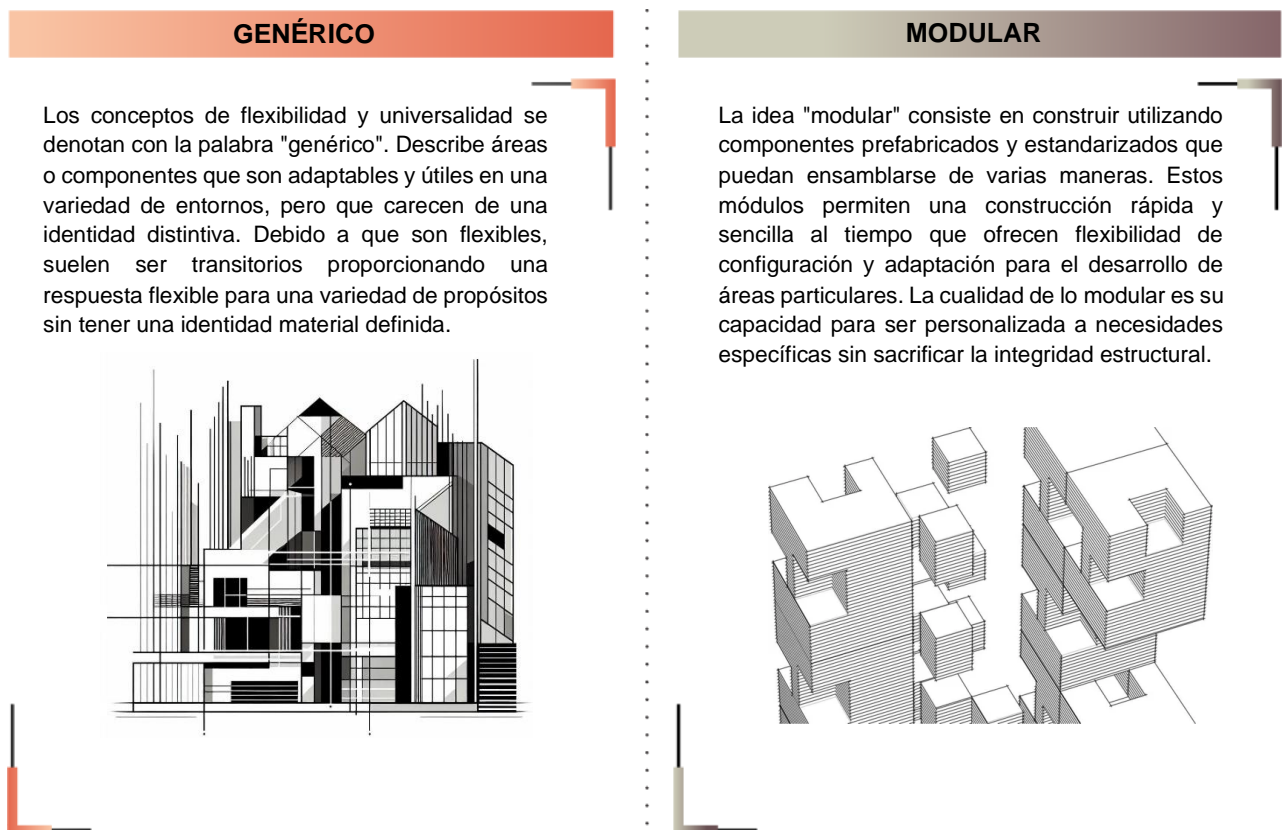 GENÉRICO
Los conceptos de flexibilidad y universalidad se
denotan con la palabra "genérico". Describe áreas
o componentes que son adaptables y útiles en una
variedad de entornos, pero que carecen de una
identidad distintiva. Debido a que son flexibles,
suelen ser transitorios proporcionando una
respuesta flexible para una variedad de propósitos
sin tener una identidad material definida.
MODULAR
La idea "modular" consiste en construir utilizando
componentes prefabricados y estandarizados que
puedan ensamblarse de varias maneras. Estos
módulos permiten una construcción rápida y
sencilla al tiempo que ofrecen flexibilidad de
configuración y adaptación para el desarrollo de
áreas particulares. La cualidad de lo modular es su
capacidad para ser personalizada a necesidades
específicas sin sacrificar la integridad estructural.